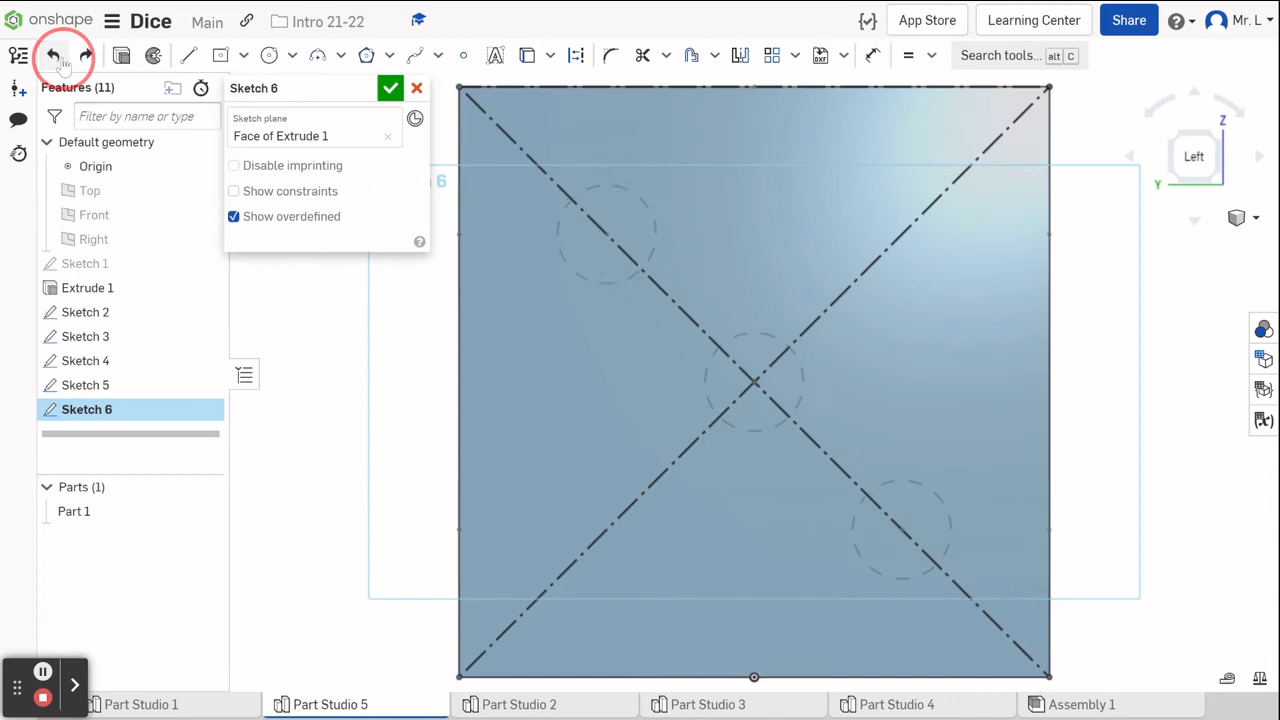 onshape
Dice
Main
Intro 21-22
App Store
Learning Center
Share
Mr. L
Search tools... alt C
Features (11)
Filter by name or type
Default geometry
Origin
Top
Front
Right
Sketch 1
Extrude 1
Sketch 2
Sketch 3
Sketch 4
Sketch 5
Sketch 6
Parts (1)
Part 1
Sketch 6
Sketch plane
Face of Extrude 1
Disable imprinting
Show constraints
Show overdefined
6
Z
Left
Y
Part Studio 1
Part Studio 5
Part Studio 2
Part Studio 3
Part Studio 4
Assembly 1